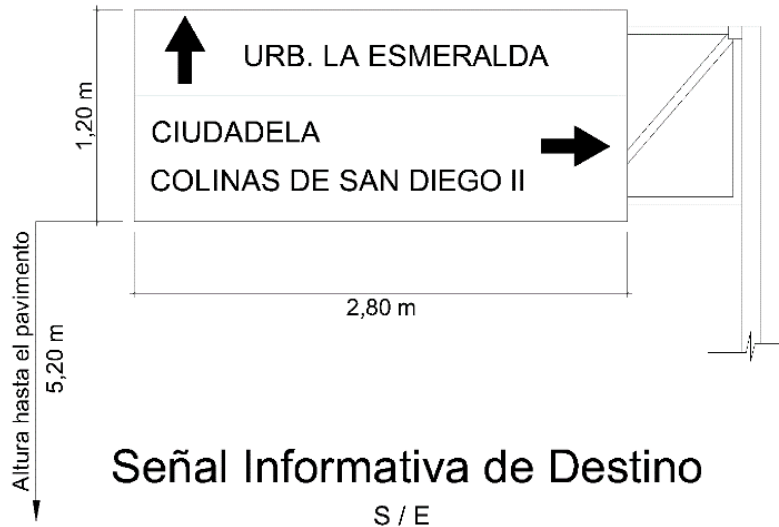 URB. LA ESMERALDA
CIUDADELA
COLINAS DE SAN DIEGO II
1,20 m
2,80 m
Altura hasta el pavimento
5,20 m
Señal Informativa de Destino
S / E